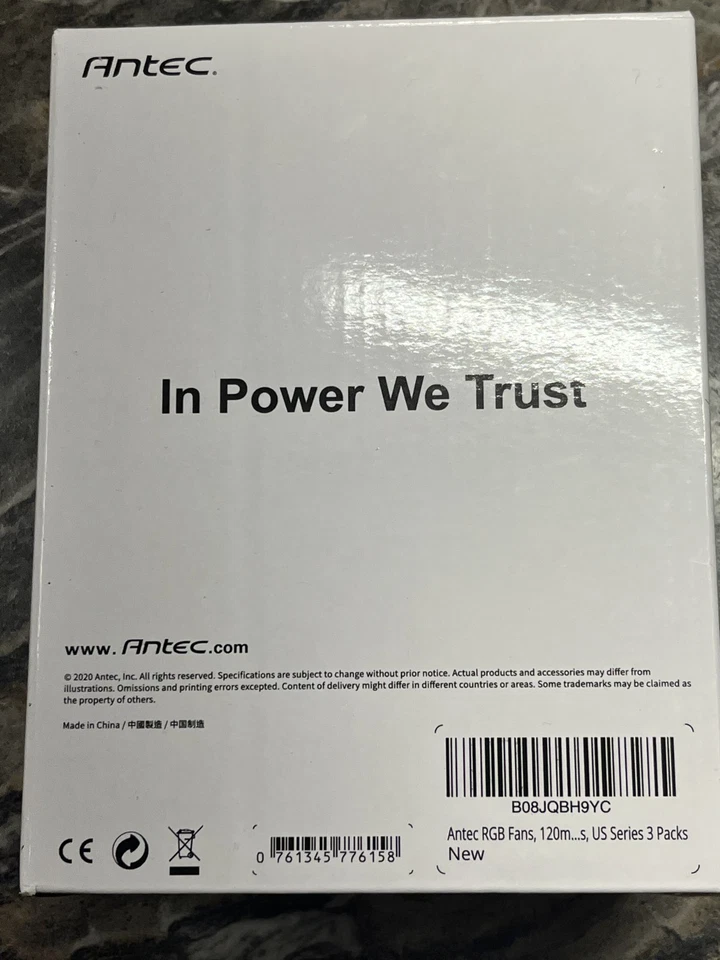 Antec.
In Power We Trust
www.Antec.com
© 2020 Antec, Inc. All rights reserved. Specifications are subject to change without prior notice. Actual products and accessories may differ from
illustrations. Omissions and printing errors excepted. Content of delivery might differ in different countries or areas. Some trademarks may be claimed as
the property of others.
Made in China / 中國製造 / 中国制造
B08JQBH9YC
Antec RGB Fans, 120m...s, US Series 3 Packs
New
CE
0 761345 776158